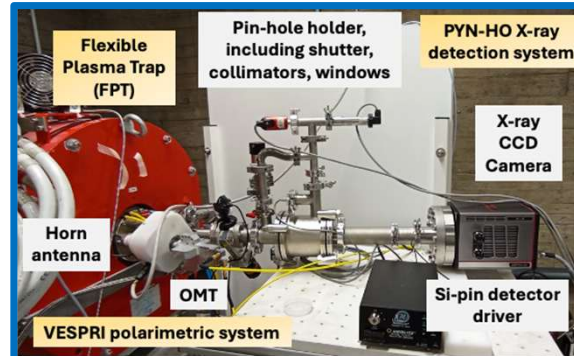 Flexible
Plasma Trap
(FPT)
Pin-hole holder,
including shutter,
collimators, windows
PYN-HO X-ray
detection system
X-ray
CCD
Camera
Horn
antenna
OMT
Si-pin detector
driver
VESPRI polarimetric system